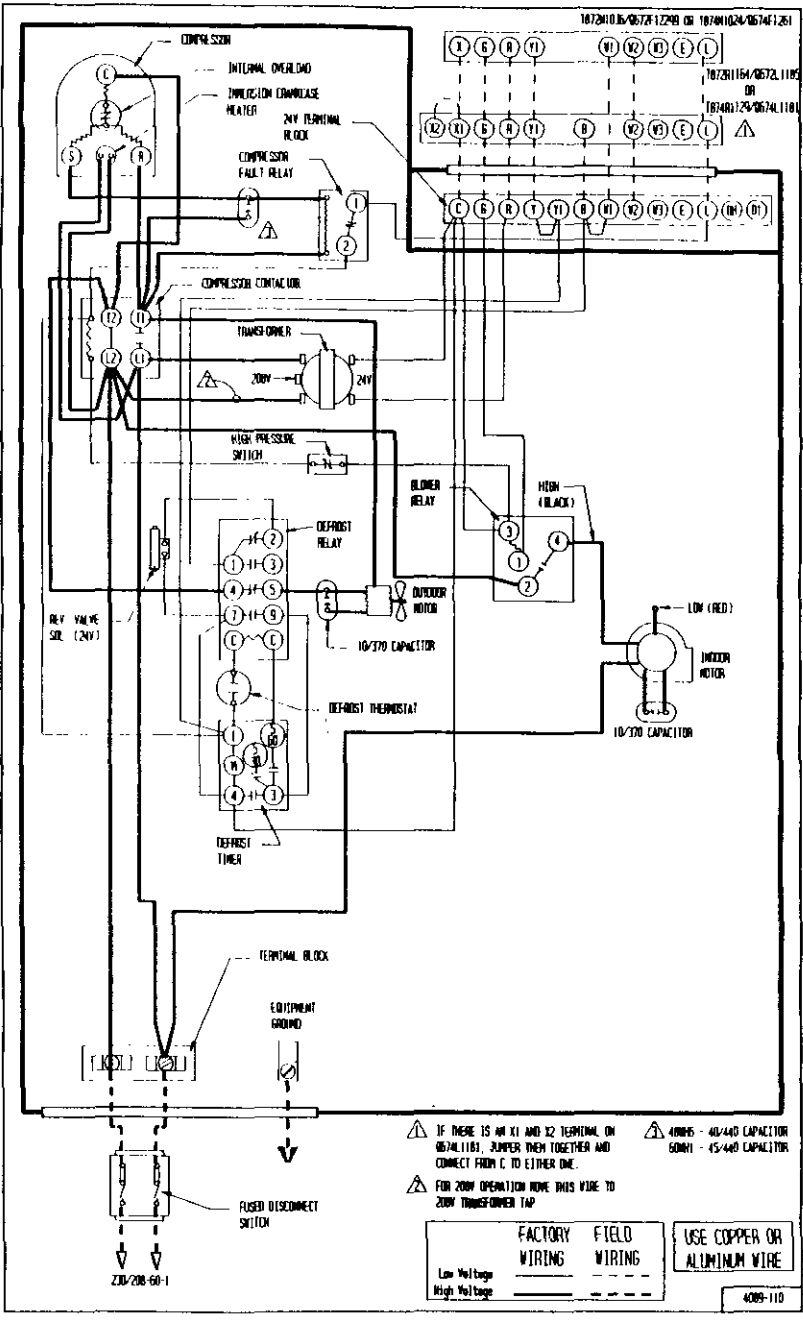 COMPRESSOR
INTERNAL OVERLOAD
IMMERSION CRANKCASE
HEATER
24V TERMINAL
BLOCK
COMPRESSOR
FAULT RELAY
C
S
R
1
2
3
X G R Y1 W1 W2 W3 E L
T872R1164/Q672L1185
OR
T874R1129/Q674L1181
1
X2 X1 G R Y1 B W2 W3 E L
C G R Y Y1 B W1 W2 W3 E L
COMPRESSOR CONTACTOR
T2 T1
L2 L1
TRANSFORMER
208V
24V
2
HIGH PRESSURE
SWITCH
BLOWER
RELAY
HIGH
(BLACK)
3
1
4
2
DEFROST
RELAY
2
1 3
4 5
7 9
C C
REV VALVE
SOL (24V)
OUTDOOR
MOTOR
10/370 CAPACITOR
LOW (RED)
INDOOR
MOTOR
10/370 CAPACITOR
DEFROST THERMOSTAT
1
M
4 3
DEFROST
TIMER
TERMINAL BLOCK
EQUIPMENT
GROUND
FUSED DISCONNECT
SWITCH
230/208-60-1
1 IF THERE IS AN X1 AND X2 TERMINAL ON
Q674L1181, JUMPER THEM TOGETHER AND
CONNECT FROM C TO EITHER ONE.
2 FOR 208V OPERATION MOVE THIS WIRE TO
208V TRANSFORMER TAP
3 - 40/440 CAPACITOR
- 45/440 CAPACITOR
FACTORY WIRING
FIELD WIRING
Low Voltage
High Voltage
USE COPPER OR
ALUMINUM WIRE
4089-110